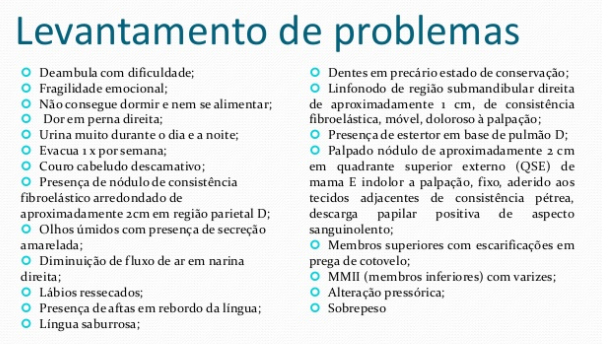 Levantamento de problemas
Deambula com dificuldade;
Fragilidade emocional;
Não consegue dormir e nem se alimentar;
Dor em perna direita;
Urina muito durante o dia e a noite;
Evacua 1 x por semana;
Couro cabeludo descamativo;
Presença de nódulo de consistência
fibroelástico arredondado de
aproximadamente 2cm em região parietal D;
Olhos úmidos com presença de secreção
amarelada;
Diminuição de fluxo de ar em narina
direita;
Lábios ressecados;
Presença de aftas em rebordo da língua;
Língua saburrosa;
Dentes em precário estado de conservação;
Linfonodo de região submandibular direita
de aproximadamente 1 cm, de consistência
fibroelástica, móvel, doloroso à palpação;
Presença de estertor em base de pulmão D;
Palpado nódulo de aproximadamente 2 cm
em quadrante superior externo (QSE) de
mama E indolor a palpação, fixo, aderido aos
tecidos adjacentes de consistência pétrea,
descarga papilar positiva de aspecto
sanguinolento;
Membros superiores com escarificações em
prega de cotovelo;
MMII (membros inferiores) com varizes;
Alteração pressórica;
Sobrepeso